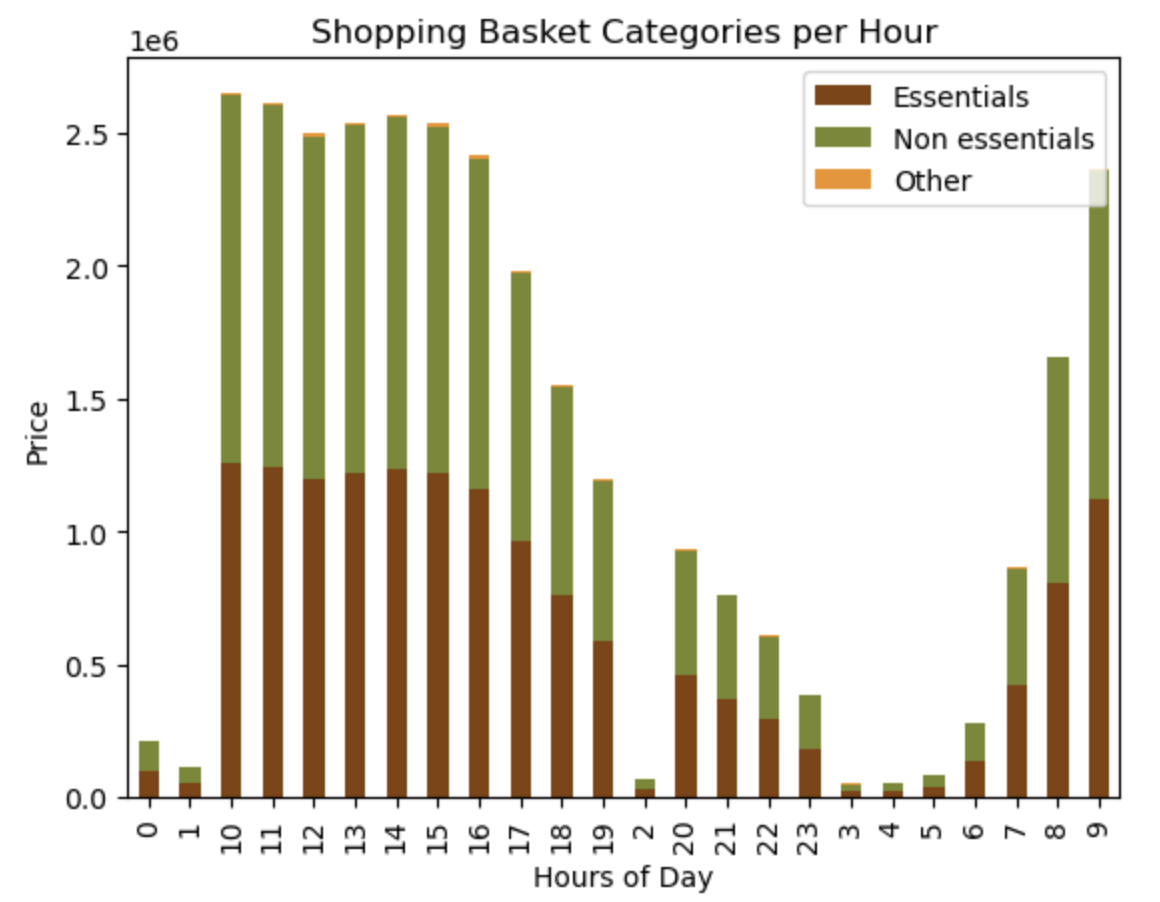 Shopping Basket Categories per Hour
1e6
Essentials
Non essentials
Other
2.5
2.0
1.5
1.0
0.5
0.0
Price
0 1 10 11 12 13 14 15 16 17 18 19 2 20 21 22 23 3 4 5 6 7 8 9
Hours of Day